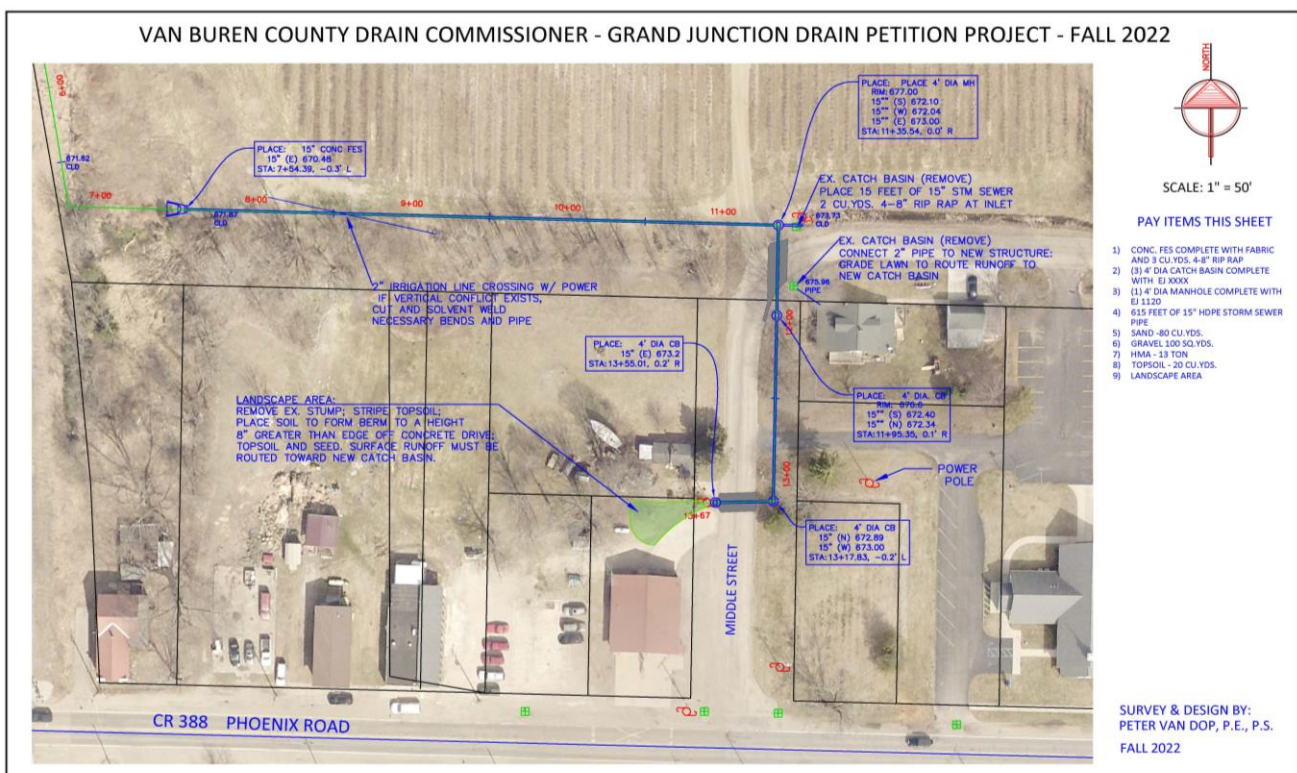 VAN BUREN COUNTY DRAIN COMMISSIONER - GRAND JUNCTION DRAIN PETITION PROJECT - FALL 2022
NORTH
SCALE: 1" = 50'
PAY ITEMS THIS SHEET
1) CONC. FES COMPLETE WITH FABRIC
AND 3 CU.YDS. 4-8" RIP RAP
2) (3) 4' DIA CATCH BASIN COMPLETE
WITH EJ XXXX
3) (1) 4' DIA MANHOLE COMPLETE WITH
EJ 1120
4) 615 FEET OF 15" HDPE STORM SEWER
PIPE
5) SAND -80 CU.YDS.
6) GRAVEL 100 SQ.YDS.
7) HMA - 13 TON
8) TOPSOIL - 20 CU.YDS.
9) LANDSCAPE AREA
6+00
671.62
CLD
7+00
PLACE: 15" CONC FES
15" (E) 670.48
STA:7+54.39, -0.3' L
8+00
CLD
9+00
10+00
11+00
PLACE: PLACE 4' DIA MH
RIM:677.00
15"" (S) 672.10
15"" (W) 672.04
15"" (E) 673.00
STA:11+35.54, 0.0' R
EX. CATCH BASIN (REMOVE)
PLACE 15 FEET OF 15" STM SEWER
2 CU.YDS. 4-8" RIP RAP AT INLET
673.73
CLD
EX. CATCH BASIN (REMOVE)
CONNECT 2" PIPE TO NEW STRUCTURE:
GRADE LAWN TO ROUTE RUNOFF TO
NEW CATCH BASIN
675.96
PIPE
2" IRRIGATION LINE CROSSING W/ POWER
IF VERTICAL CONFLICT EXISTS,
CUT AND SOLVENT WELD
NECESSARY BENDS AND PIPE
12+00
PLACE: 4' DIA CB
15" (E) 673.2
STA:13+55.01, 0.2' R
LANDSCAPE AREA:
REMOVE EX. STUMP; STRIPE TOPSOIL;
PLACE SOIL TO FORM BERM TO A HEIGHT
8" GREATER THAN EDGE OFF CONCRETE DRIVE;
TOPSOIL AND SEED. SURFACE RUNOFF MUST BE
ROUTED TOWARD NEW CATCH BASIN.
PLACE: 4' DIA. CB
RIM: 676.6
15"" (S) 672.40
15"" (N) 672.34
STA:11+95.35, 0.1' R
13+00
POWER
POLE
13+67
PLACE: 4' DIA CB
15" (N) 672.89
15" (W) 673.00
STA:13+17.83, -0.2' L
MIDDLE STREET
CR 388 PHOENIX ROAD
SURVEY & DESIGN BY:
PETER VAN DOP, P.E., P.S.
FALL 2022